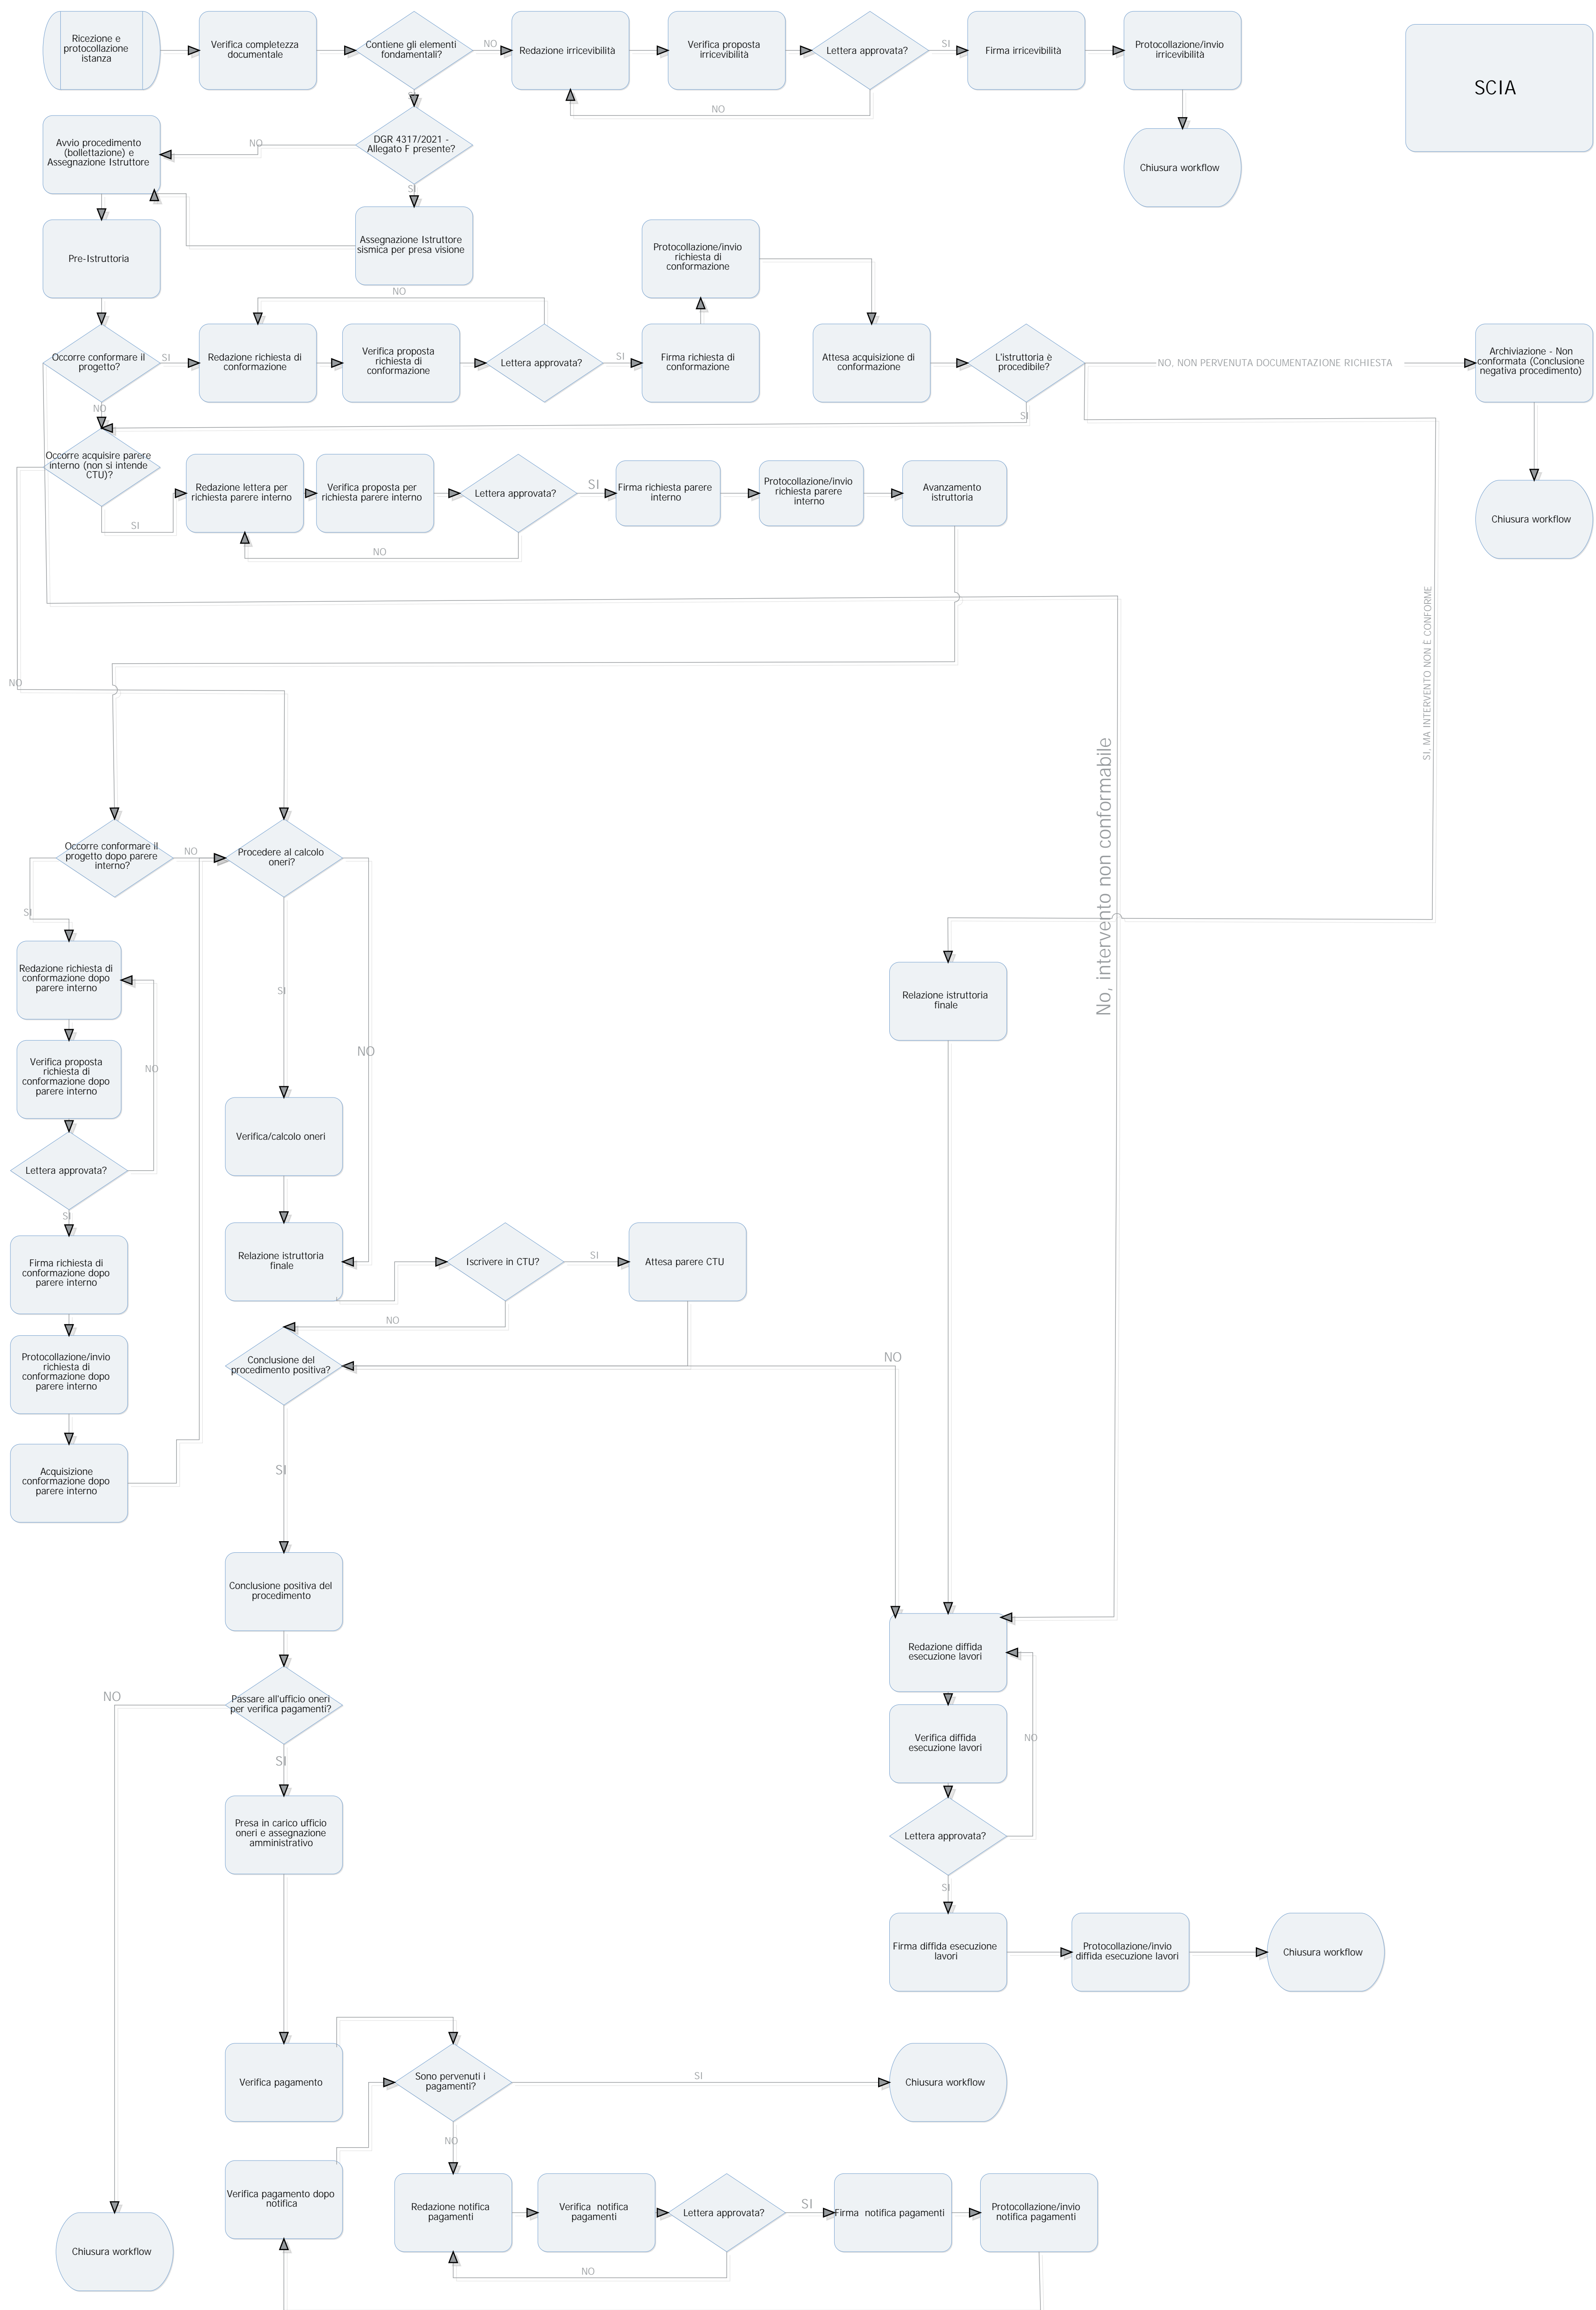 Ricezione e
protocollazione
istanza
Verifica completezza
documentale
Contiene gli elementi
fondamentali?
NO
Redazione irricevibilità
Verifica proposta
irricevibilità
Lettera approvata?
SI
Firma irricevibilità
Protocollazione/invio
irricevibilità
SCIA
NO
DGR 4317/2021 -
Allegato F presente?
NO
Avvio procedimento
(bollettazione) e
Assegnazione Istruttore
Chiusura workflow
SI
Assegnazione Istruttore
sismica per presa visione
Pre-Istruttoria
Protocollazione/invio
richiesta di
conformazione
NO
Occorre conformare il
progetto?
SI
Redazione richiesta di
conformazione
Verifica proposta
richiesta di
conformazione
Lettera approvata?
SI
Firma richiesta di
conformazione
Attesa acquisizione di
conformazione
L'istruttoria è
procedibile?
NO, NON PERVENUTA DOCUMENTAZIONE RICHIESTA
Archiviazione - Non
conformata (Conclusione
negativa procedimento)
NO
SI
Occorre acquisire parere
interno (non si intende
CTU)?
SI
Redazione lettera per
richiesta parere interno
Verifica proposta per
richiesta parere interno
Lettera approvata?
SI
Firma richiesta parere
interno
Protocollazione/invio
richiesta parere
interno
Avanzamento
istruttoria
Chiusura workflow
NO
SI, MA INTERVENTO NON È CONFORME
NO
No, intervento non conformabile
Occorre conformare il
progetto dopo parere
interno?
NO
Procedere al calcolo
oneri?
SI
Redazione richiesta di
conformazione dopo
parere interno
SI
Relazione istruttoria
finale
NO
Verifica proposta
richiesta di
conformazione dopo
parere interno
NO
Verifica/calcolo oneri
Lettera approvata?
SI
Firma richiesta di
conformazione dopo
parere interno
Relazione istruttoria
finale
Iscrivere in CTU?
SI
Attesa parere CTU
NO
Protocollazione/invio
richiesta di
conformazione dopo
parere interno
Conclusione del
procedimento positiva?
NO
SI
Acquisizione
conformazione dopo
parere interno
Conclusione positiva del
procedimento
Redazione diffida
esecuzione lavori
NO
Passare all'ufficio oneri
per verifica pagamenti?
Verifica diffida
esecuzione lavori
NO
SI
Presa in carico ufficio
oneri e assegnazione
amministrativo
Lettera approvata?
SI
Firma diffida esecuzione
lavori
Protocollazione/invio
diffida esecuzione lavori
Chiusura workflow
Verifica pagamento
Sono pervenuti i
pagamenti?
SI
Chiusura workflow
NO
Verifica pagamento dopo
notifica
Redazione notifica
pagamenti
Verifica  notifica
pagamenti
Lettera approvata?
SI
Firma  notifica pagamenti
Protocollazione/invio
notifica pagamenti
Chiusura workflow
NO